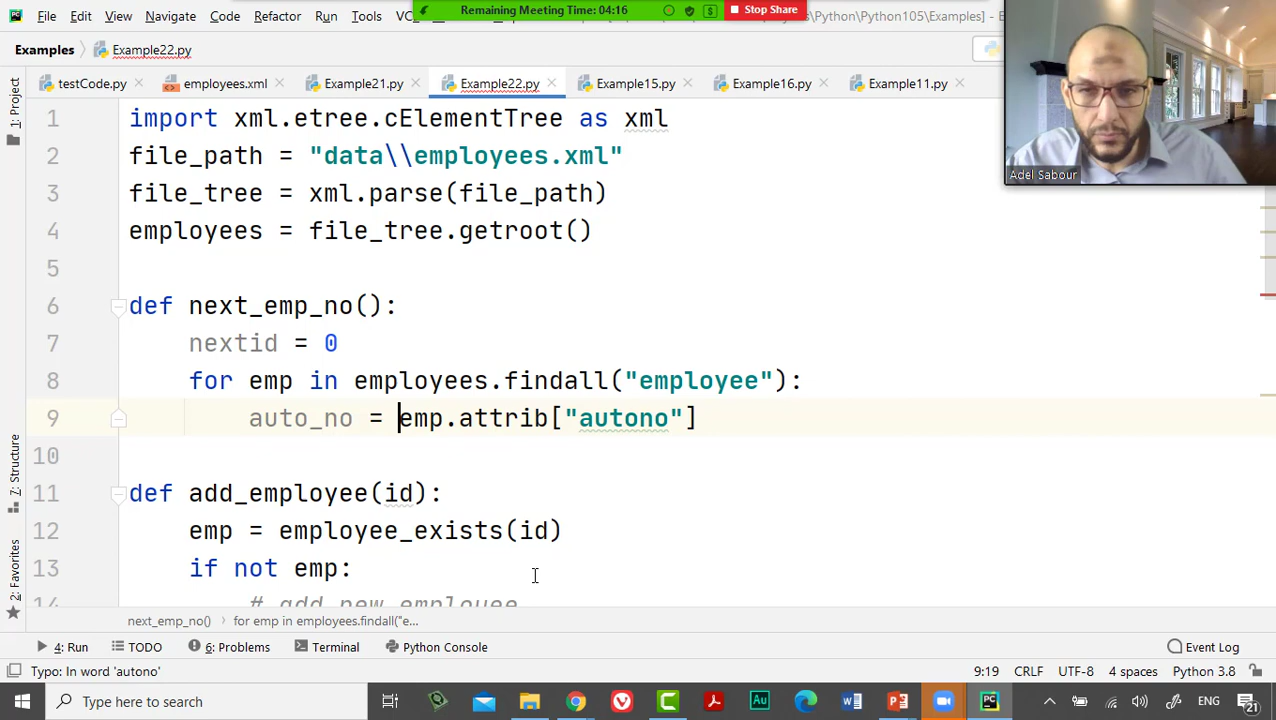 Remaining Meeting Time: 04:16
Stop Share
File Edit View Navigate Code Refactor Run Tools
Examples Example22.py
testCode.py employees.xml Example21.py Example22.py Example15.py Example16.py Example11.py
Adel Sabour
1: Project
7: Structure
2: Favorites
1 import xml.etree.cElementTree as xml
2 file_path = "data\\employees.xml"
3 file_tree = xml.parse(file_path)
4 employees = file_tree.getroot()
5
6 def next_emp_no():
7 nextid = 0
8 for emp in employees.findall("employee"):
9 auto_no = emp.attrib["autono"]
10
11 def add_employee(id):
12 emp = employee_exists(id)
13 if not emp:
14 # add new employee
next_emp_no() for emp in employees.findall("e...
4: Run TODO 6: Problems Terminal Python Console Event Log
Typo: In word 'autono' 9:19 CRLF UTF-8 4 spaces Python 3.8
Type here to search ENG 21